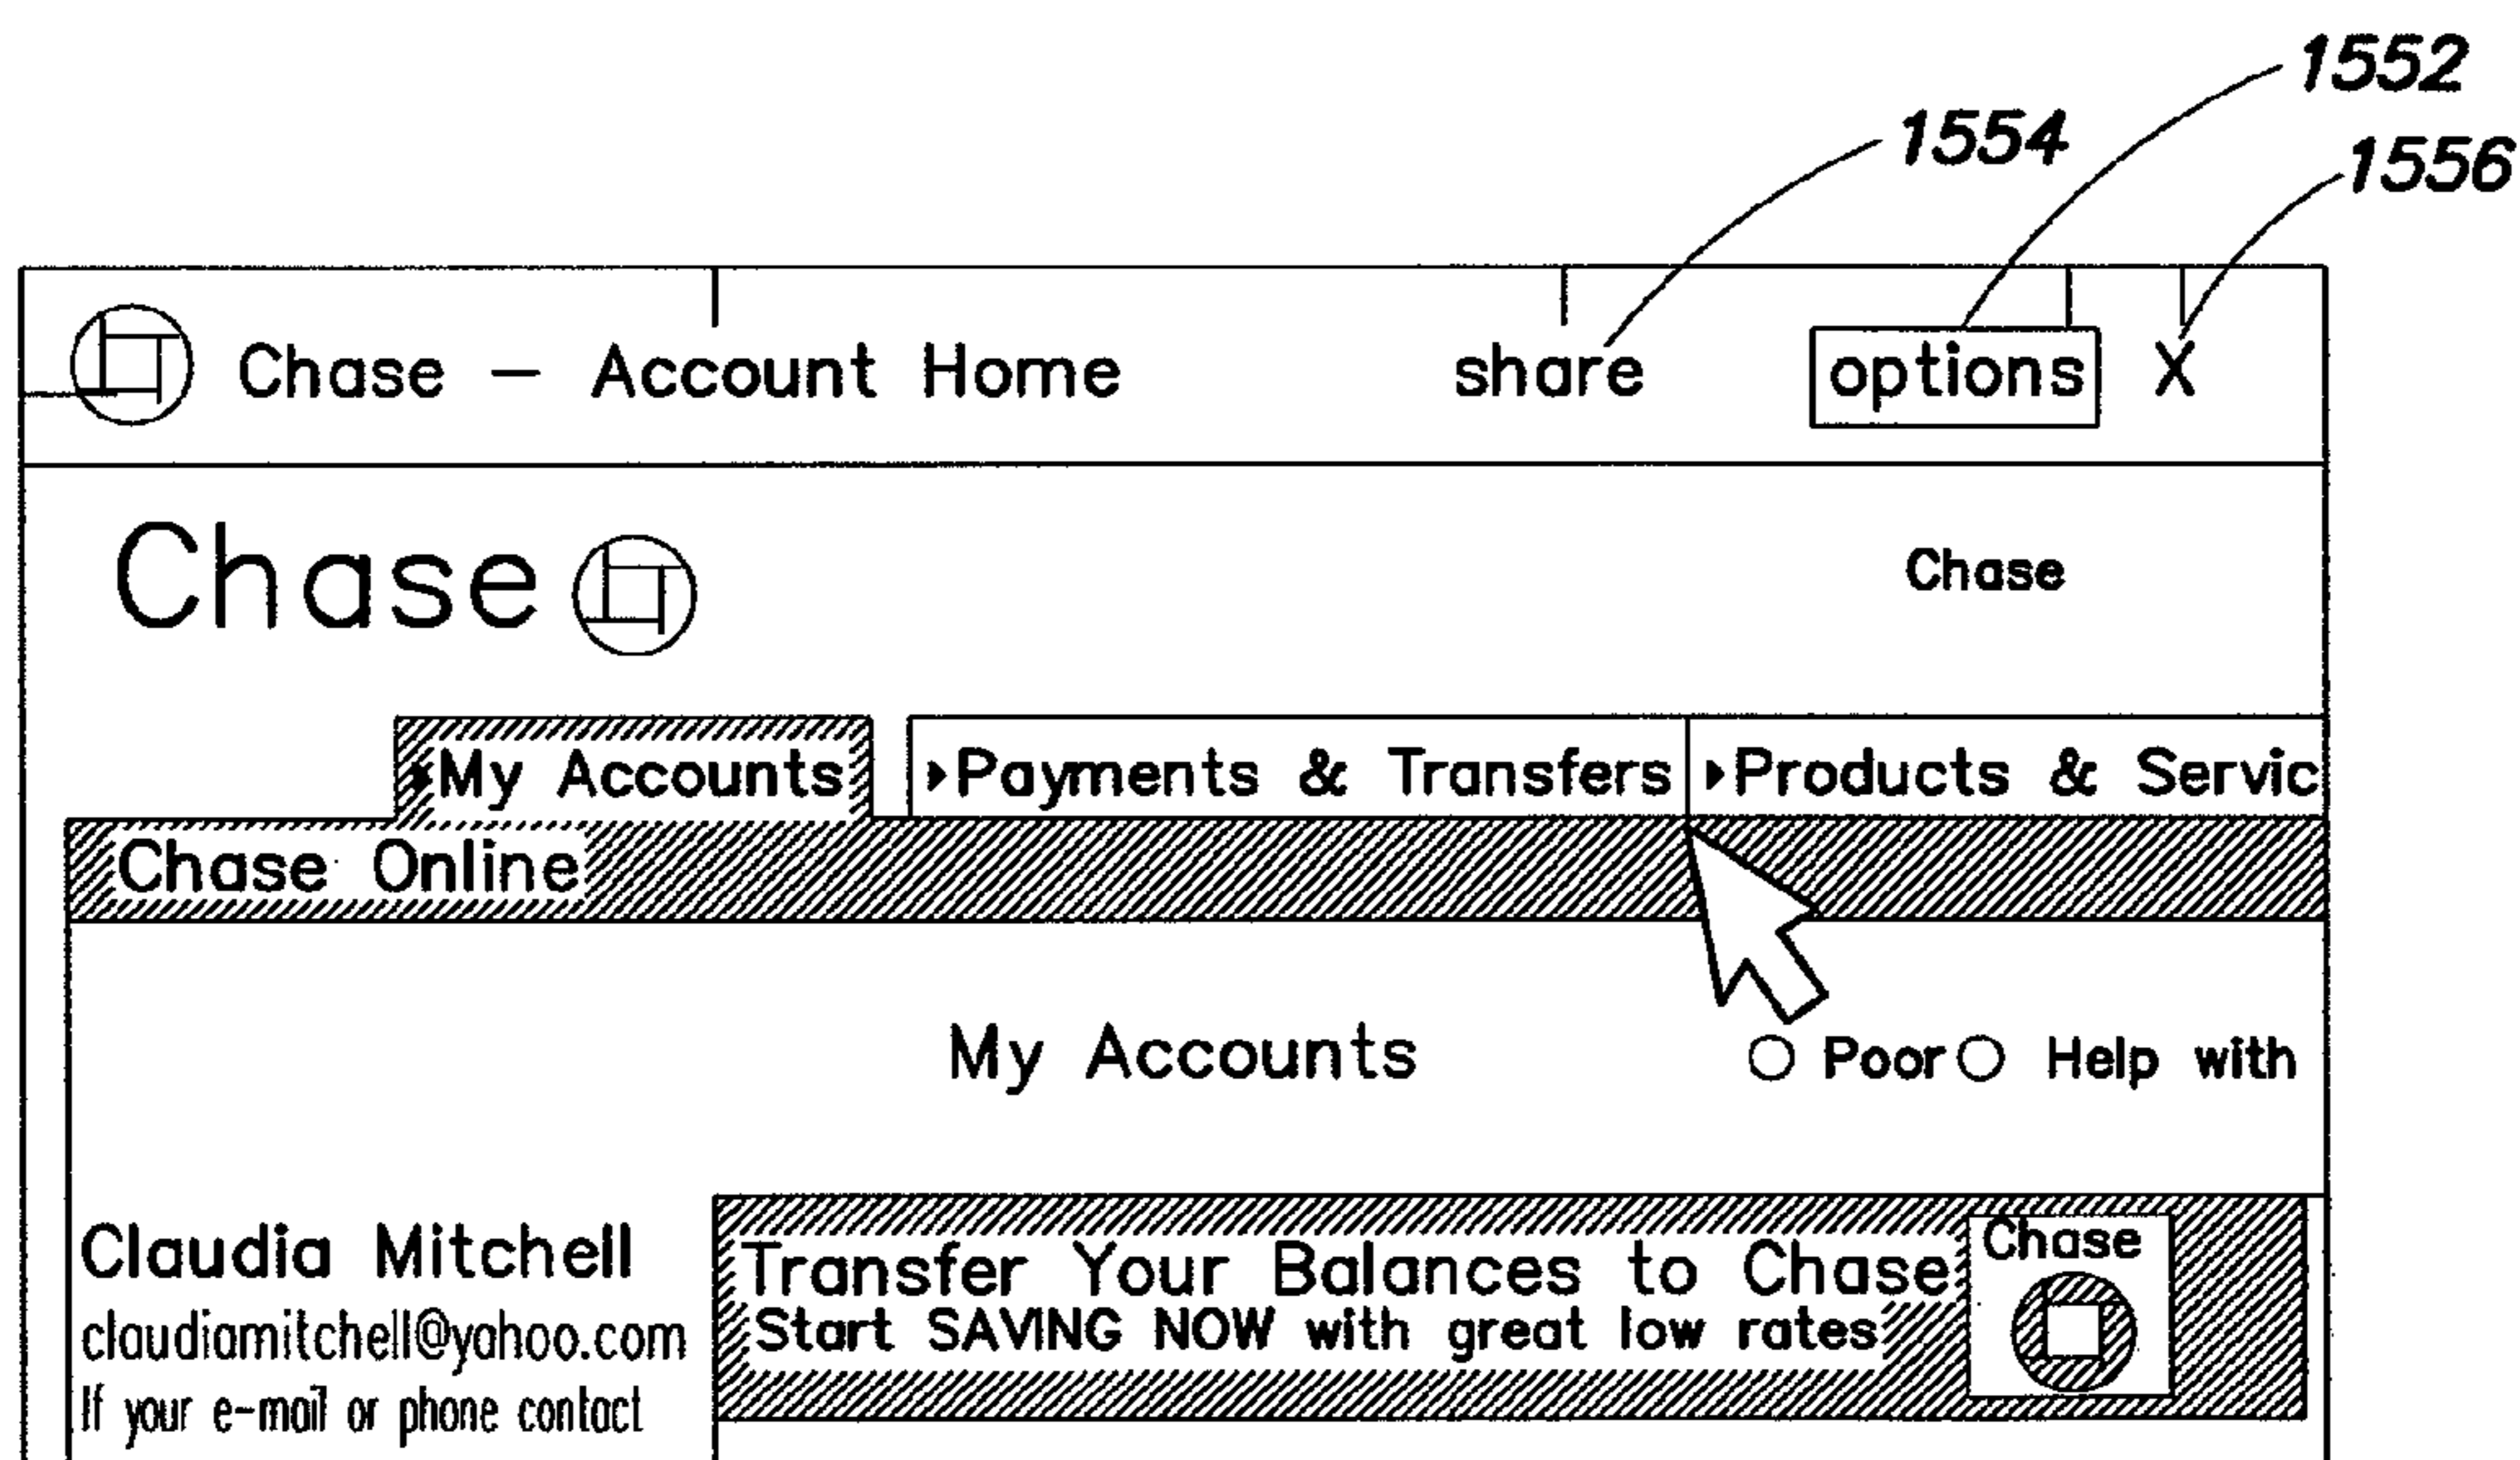 1552
1554
1556
Chase – Account Home share options X
Chase Chase
My Accounts Payments & Transfers Products & Servic
Chase Online
My Accounts Poor Help with
Claudia Mitchell
claudiamitchell@yahoo.com
If your e-mail or phone contact
Transfer Your Balances to Chase
Start SAVING NOW with great low rates
Chase